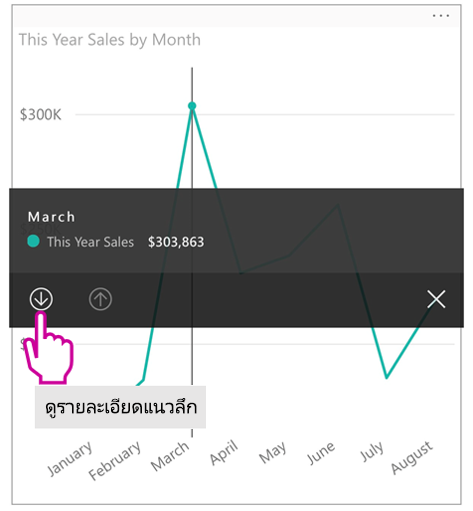 This Year Sales by Month
$300K
March
This Year Sales $303,863
ดูรายละเอียดแนวลึก
January
February
March
April
May
June
July
August